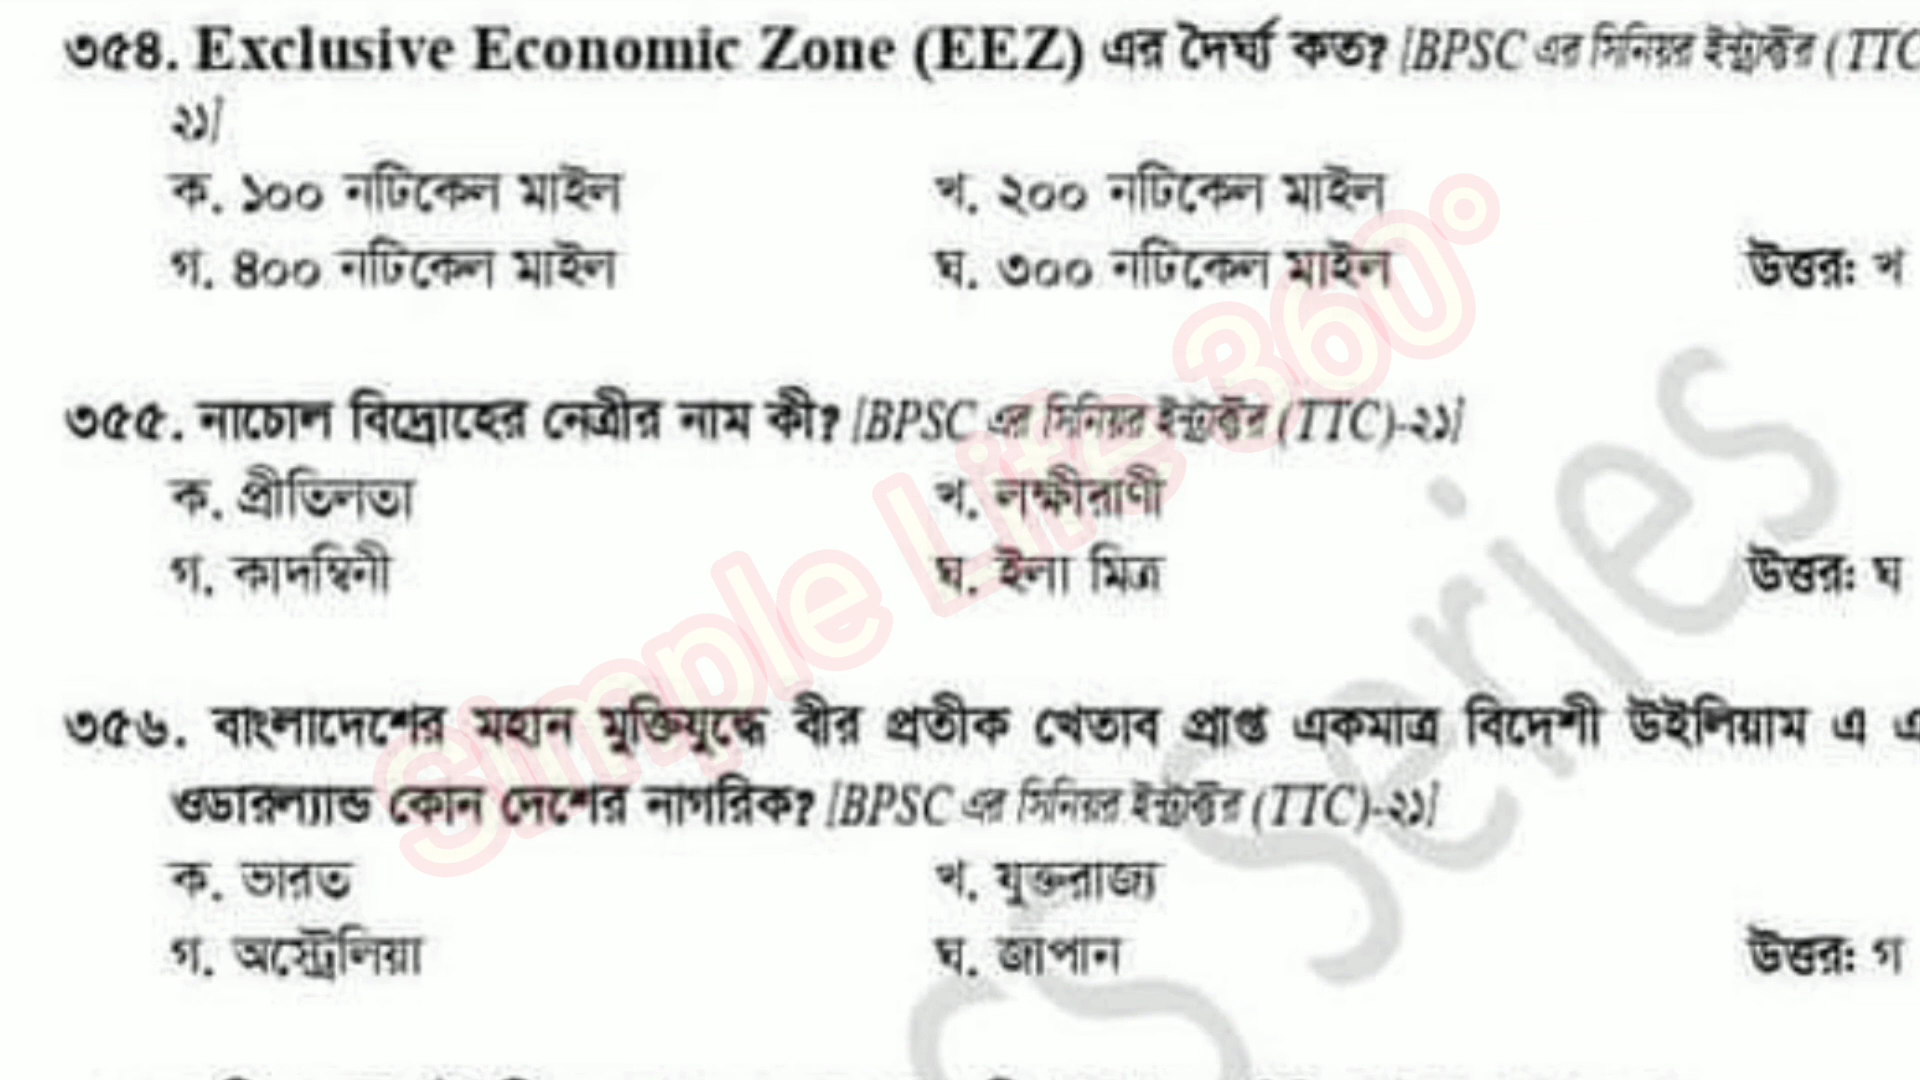 ৩৫৪. Exclusive Economic Zone (EEZ) এর দৈর্ঘ্য কত? [BPSC এর সিনিয়র ইন্সট্রাক্টর (TTC
২১]
ক. ১০০ নটিকেল মাইল খ. ২০০ নটিকেল মাইল
গ. ৪০০ নটিকেল মাইল ঘ. ৩০০ নটিকেল মাইল উত্তর: খ
৩৫৫. নাচোল বিদ্রোহের নেত্রীর নাম কী? [BPSC এর সিনিয়র ইন্সট্রাক্টর (TTC)-২১]
ক. প্রীতিলতা খ. লক্ষীরাণী
গ. কাদম্বিনী ঘ. ইলা মিত্র উত্তর: ঘ
৩৫৬. বাংলাদেশের মহান মুক্তিযুদ্ধে বীর প্রতীক খেতাব প্রাপ্ত একমাত্র বিদেশী উইলিয়াম এ এ
ওডারল্যান্ড কোন দেশের নাগরিক? [BPSC এর সিনিয়র ইন্সট্রাক্টর (TTC)-২১]
ক. ভারত খ. যুক্তরাজ্য
গ. অস্ট্রেলিয়া ঘ. জাপান উত্তর: গ
Simple Life 360°
Series